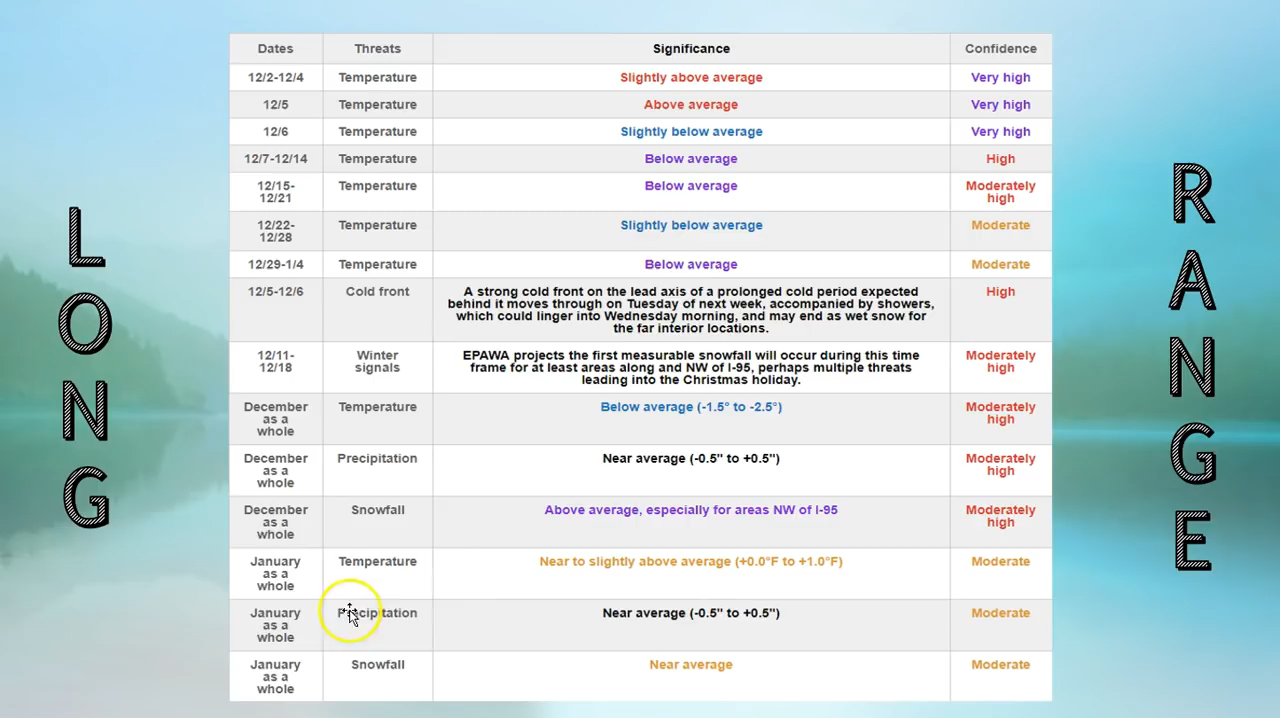 LONG
RANGE
Dates Threats Significance Confidence
12/2-12/4 Temperature Slightly above average Very high
12/5 Temperature Above average Very high
12/6 Temperature Slightly below average Very high
12/7-12/14 Temperature Below average High
12/15- Temperature Below average Moderately
12/21 high
12/22- Temperature Slightly below average Moderate
12/28
12/29-1/4 Temperature Below average Moderate
12/5-12/6 Cold front A strong cold front on the lead axis of a prolonged cold period expected High
behind it moves through on Tuesday of next week, accompanied by showers,
which could linger into Wednesday morning, and may end as wet snow for
the far interior locations.
12/11- Winter EPAWA projects the first measurable snowfall will occur during this time Moderately
12/18 signals frame for at least areas along and NW of I-95, perhaps multiple threats high
leading into the Christmas holiday.
December Temperature Below average (-1.5° to -2.5°) Moderately
as a high
whole
December Precipitation Near average (-0.5" to +0.5") Moderately
as a high
whole
December Snowfall Above average, especially for areas NW of I-95 Moderately
as a high
whole
January Temperature Near to slightly above average (+0.0°F to +1.0°F) Moderate
as a
whole
January Precipitation Near average (-0.5" to +0.5") Moderate
as a
whole
January Snowfall Near average Moderate
as a
whole